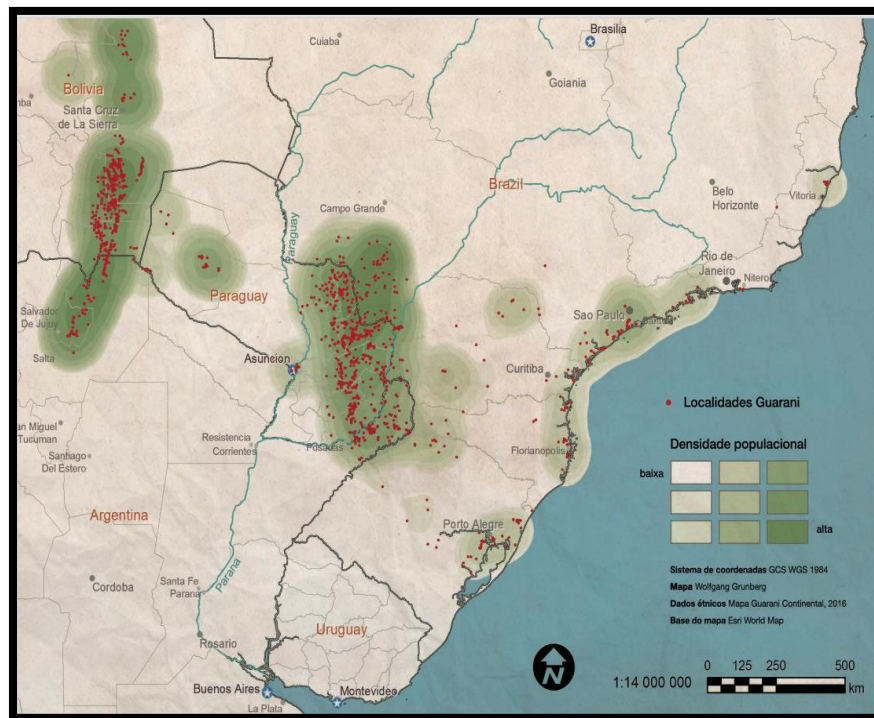 Cuiaba
Brasilia
Goiania
Bolivia
Santa Cruz
De La Sierra
Brazil
Belo
Horizonte
Vitoria
Campo Grande
Paraguay
Rio de
Janeiro
Niteroi
Paraguay
Salvador
De Jujuy
Sao Paulo
Salta
Asuncion
Curitiba
Localidades Guarani
an Miguel
Tucuman
Resistencia
Corrientes
Posadas
Florianopolis
Santiago
Del Estero
Densidade populacional
baixa
alta
Argentina
Porto Alegre
Sistema de coordenadas GCS WGS 1984
Mapa Wolfgang Grunberg
Dados étnicos Mapa Guarani Continental, 2016
Base do mapa Esri World Map
Cordoba
Santa Fe
Parana
Parana
Uruguay
Rosario
N
1:14 000 000
0 125 250 500
km
Buenos Aires
Montevideo
La Plata